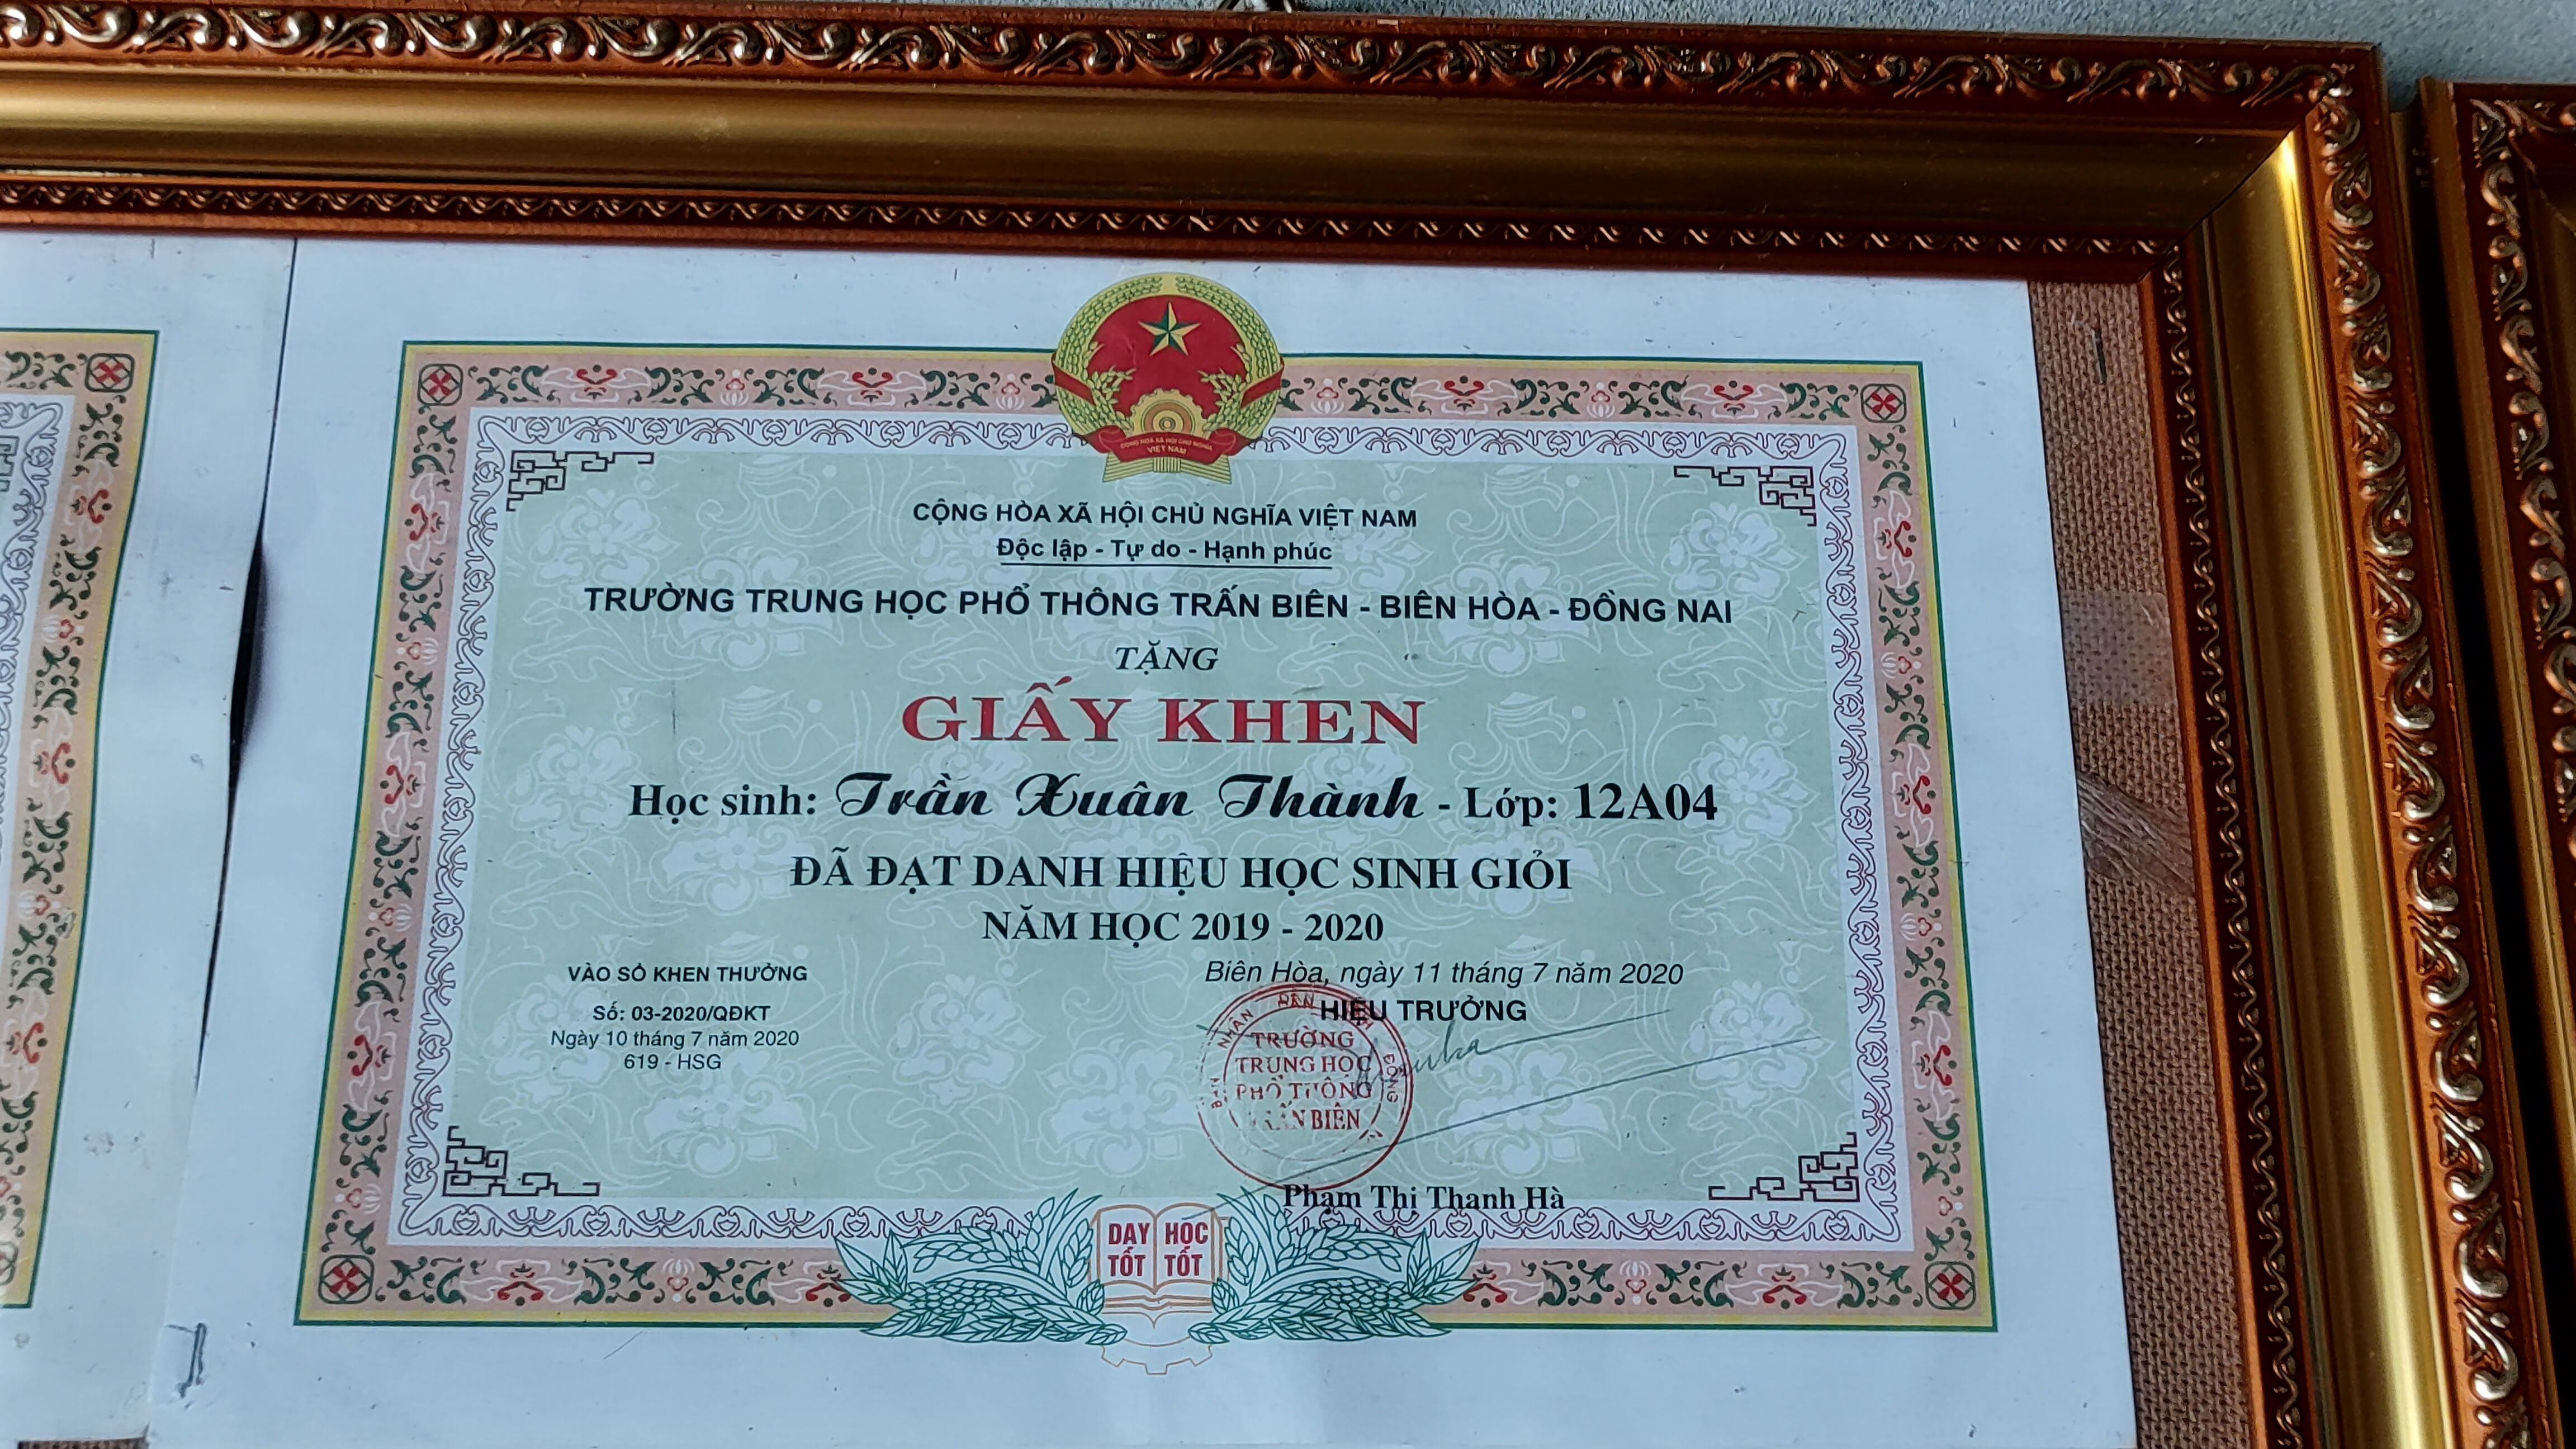 CỘNG HÒA XÃ HỘI CHỦ NGHĨA
VIỆT NAM
CỘNG HÒA XÃ HỘI CHỦ NGHĨA VIỆT NAM
Độc lập - Tự do - Hạnh phúc
TRƯỜNG TRUNG HỌC PHỔ THÔNG TRẤN BIÊN - BIÊN HÒA - ĐỒNG NAI
TẶNG
GIẤY KHEN
Học sinh: Trần Xuân Thành - Lớp: 12A04
ĐÃ ĐẠT DANH HIỆU HỌC SINH GIỎI
NĂM HỌC 2019 - 2020
VÀO SỔ KHEN THƯỞNG
Số: 03-2020/QĐKT
Ngày 10 tháng 7 năm 2020
619 - HSG
Biên Hòa, ngày 11 tháng 7 năm 2020
HIỆU TRƯỞNG
NHÂN DÂN
ĐỒNG
TRƯỜNG
TRUNG HỌC
PHỔ THÔNG
TRẤN BIÊN
Phạm Thị Thanh Hà
DẠY HỌC
TỐT TỐT